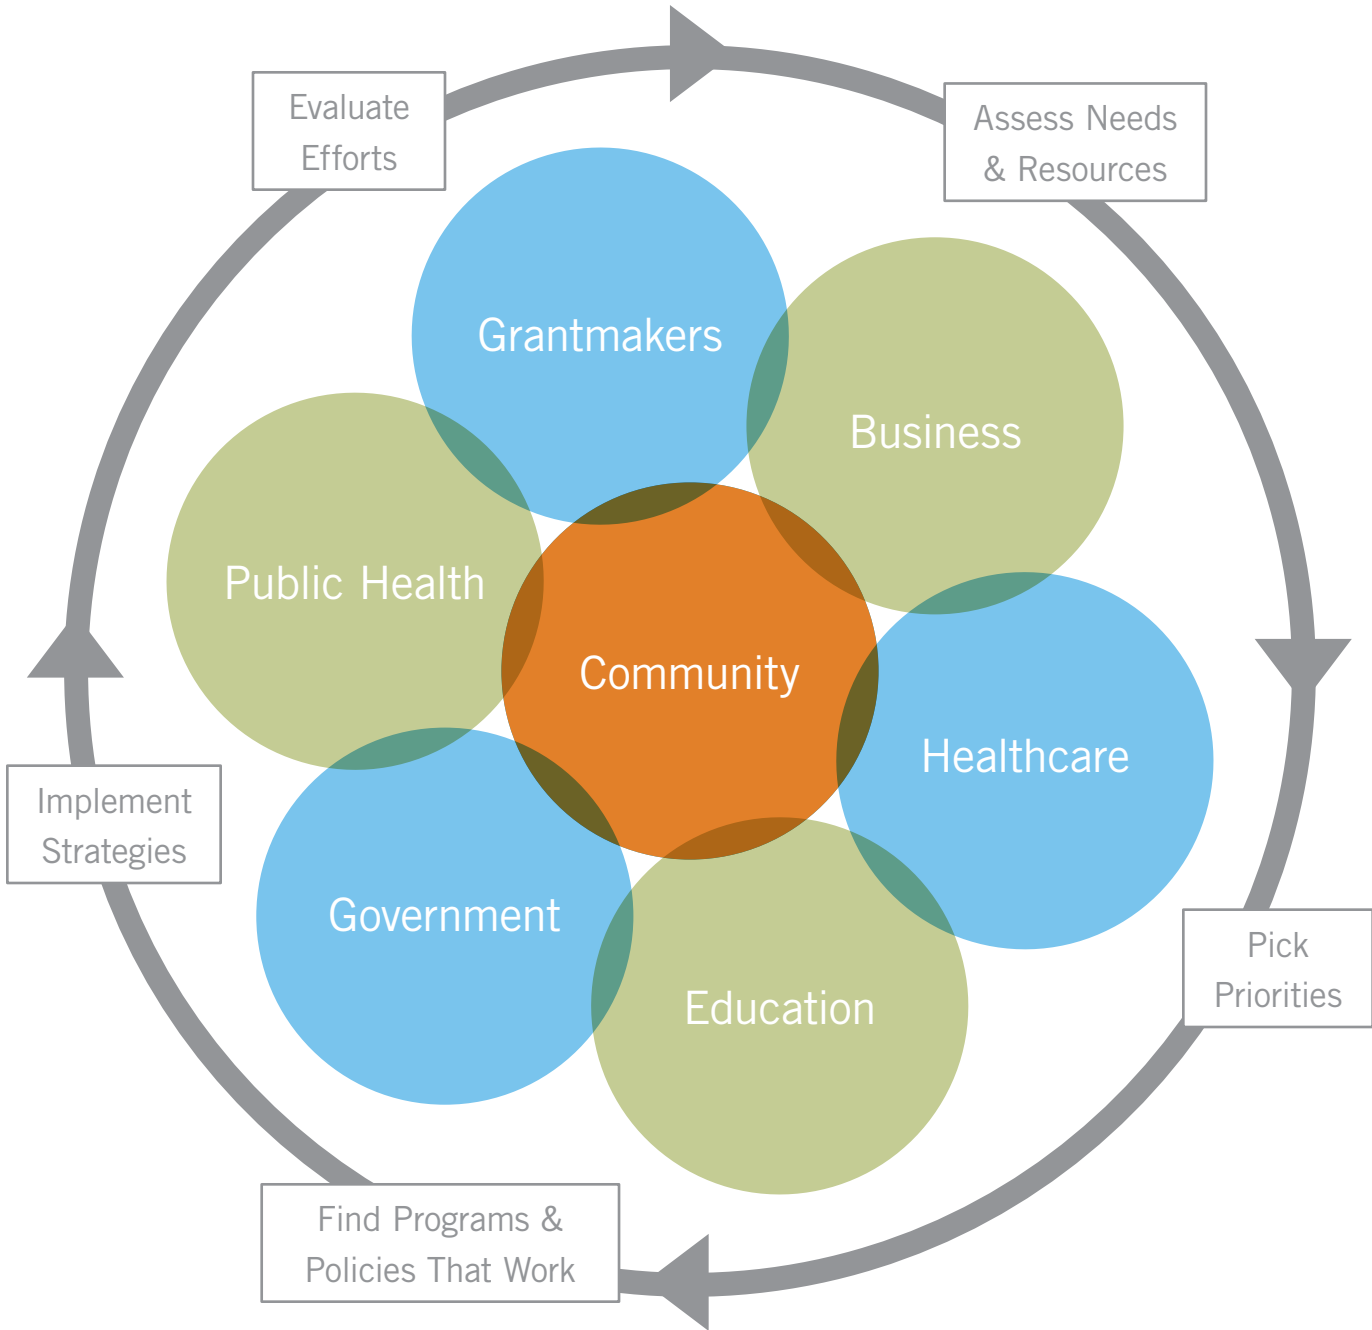 Evaluate
Efforts
Assess Needs
& Resources
Grantmakers
Business
Public Health
Community
Healthcare
Implement
Strategies
Government
Pick
Priorities
Education
Find Programs &
Policies That Work